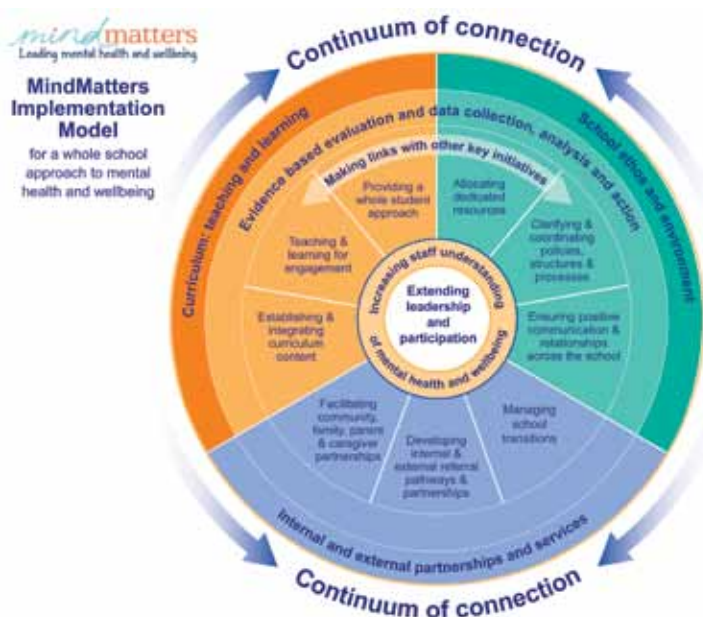 mindmatters
Leading mental health and wellbeing
MindMatters
Implementation
Model
for a whole school
approach to mental
health and wellbeing
Continuum of connection
Curriculum: teaching and learning
School ethos and environment
Evidence based evaluation and data collection, analysis and action
Making links with other key initiatives
Providing a
whole student
approach
Allocating
dedicated
resources
Teaching &
learning for
engagement
Clarifying &
coordinating
policies,
structures &
processes
Establishing &
integrating
curriculum
content
Ensuring positive
communication &
relationships
across the school
Increasing staff understanding
of mental health and wellbeing
Extending
leadership
and
participation
Facilitating
community,
family, parent
& caregiver
partnerships
Developing
internal &
external referral
pathways &
partnerships
Managing
school
transitions
Internal and external partnerships and services
Continuum of connection